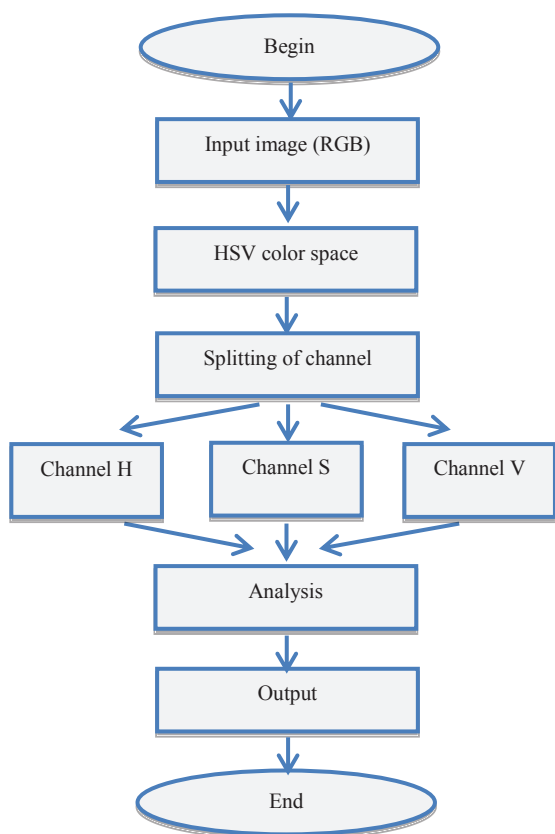 Begin
Input image (RGB)
HSV color space
Splitting of channel
Channel H
Channel S
Channel V
Analysis
Output
End